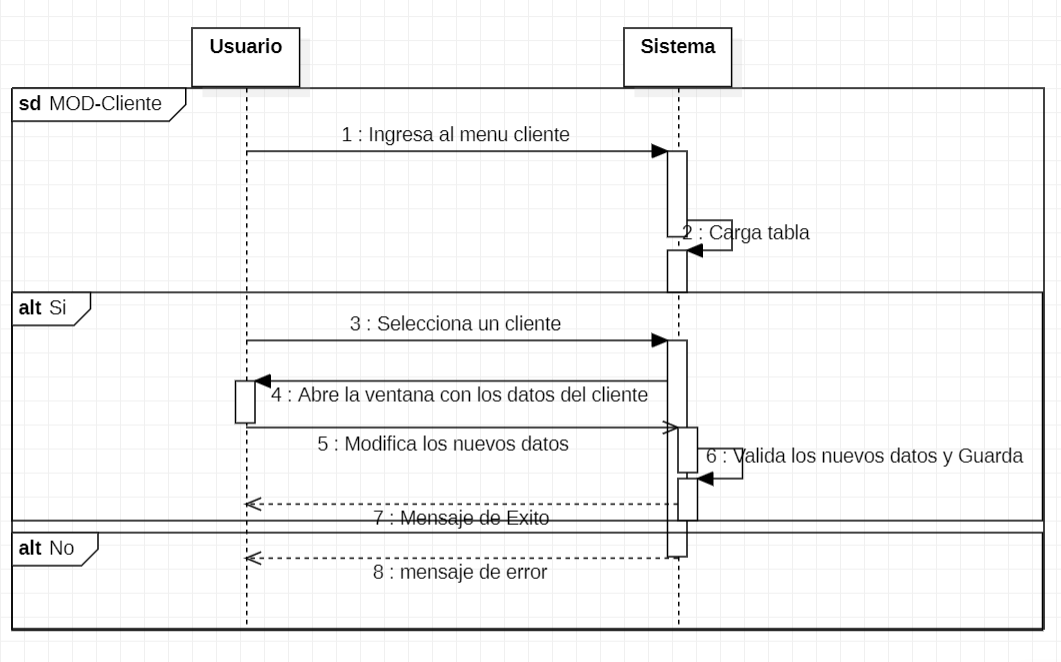 Usuario
Sistema
sd MOD-Cliente
1 : Ingresa al menu cliente
2 : Carga tabla
alt Si
3 : Selecciona un cliente
4 : Abre la ventana con los datos del cliente
5 : Modifica los nuevos datos
6 : Valida los nuevos datos y Guarda
7 : Mensaje de Exito
alt No
8 : mensaje de error